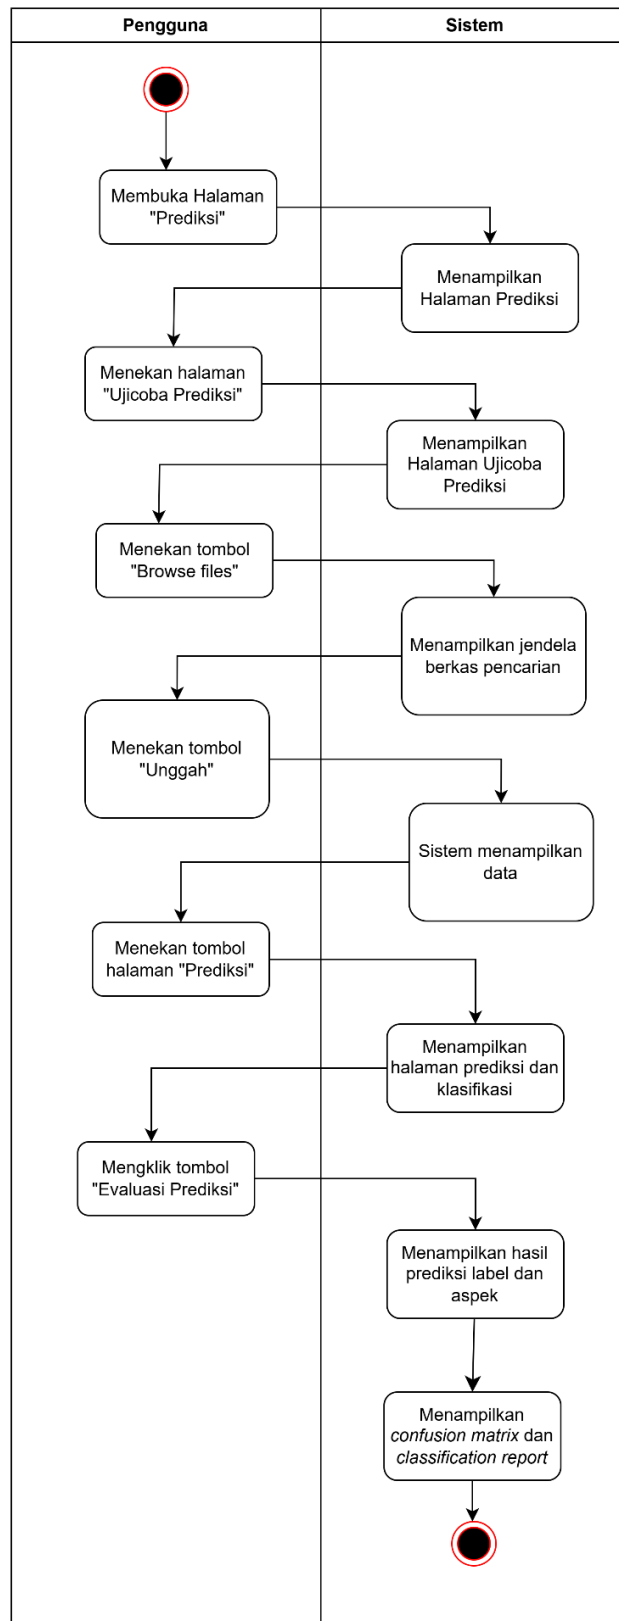 Pengguna
Sistem
Membuka Halaman
"Prediksi"
Menampilkan
Halaman Prediksi
Menekan halaman
"Ujicoba Prediksi"
Menampilkan
Halaman Ujicoba
Prediksi
Menekan tombol
"Browse files"
Menampilkan jendela
berkas pencarian
Menekan tombol
"Unggah"
Sistem menampilkan
data
Menekan tombol
halaman "Prediksi"
Menampilkan
halaman prediksi dan
klasifikasi
Mengklik tombol
"Evaluasi Prediksi"
Menampilkan hasil
prediksi label dan
aspek
Menampilkan
confusion matrix dan
classification report